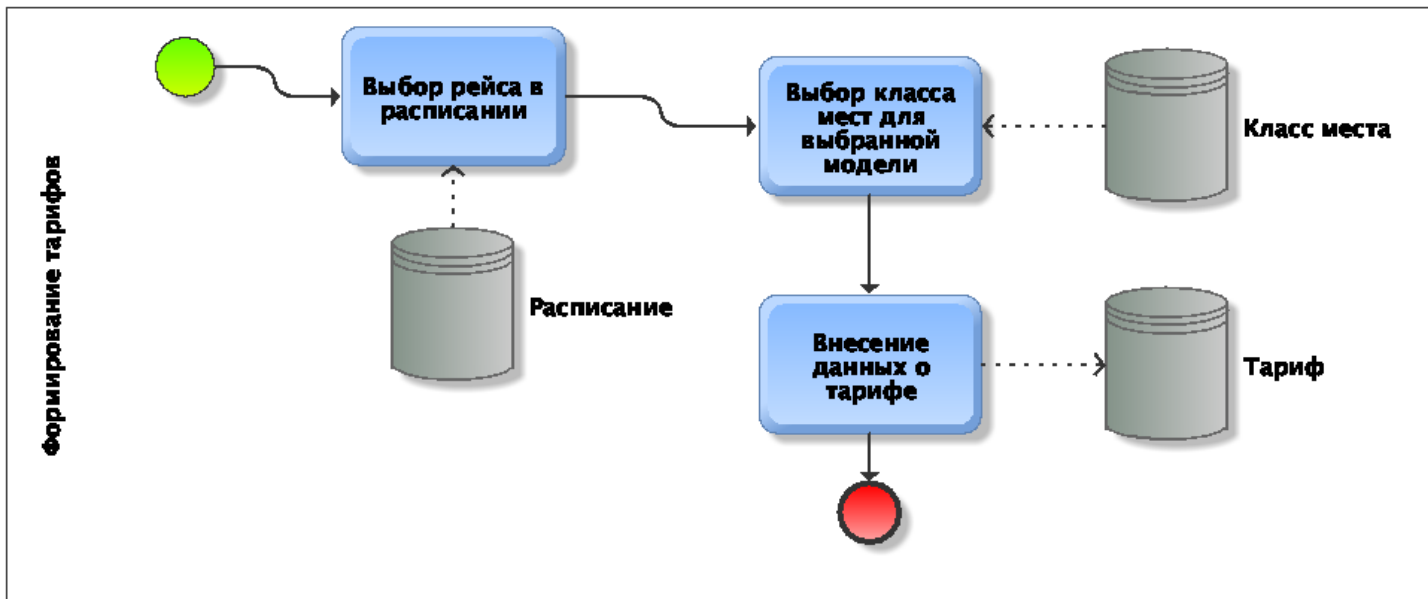 Формирование тарифов
Выбор рейса в
расписании
Выбор класса
мест для
выбранной
модели
Класс места
Расписание
Внесение
данных о
тарифе
Тариф